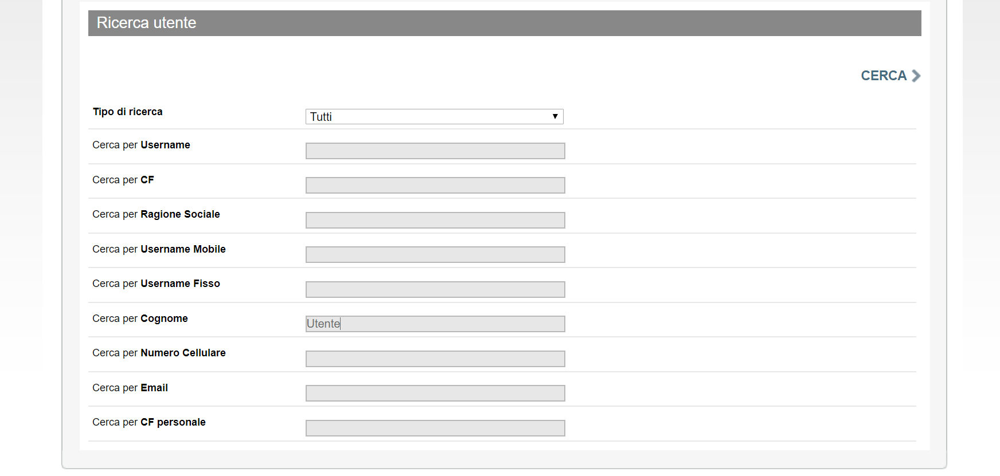 Ricerca utente
CERCA
Tipo di ricerca
Tutti
Cerca per Username
Cerca per CF
Cerca per Ragione Sociale
Cerca per Username Mobile
Cerca per Username Fisso
Cerca per Cognome
Utente
Cerca per Numero Cellulare
Cerca per Email
Cerca per CF personale